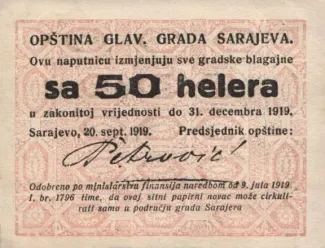 OPŠTINA GLAV. GRADA SARAJEVA.
Ovu naputnicu izmjenjuju sve gradske blagajne
sa 50 helera
u zakonitoj vrijednosti do 31. decembra 1919.
Sarajevo, 20. sept. 1919. Predsjednik opštine:
Petrović
Odobreno po ministarstva finansija naredbom od 9. jula 1919
I. br. 1796 time, da ovaj sitni papirni novac može cirkuli-
rati samo u području grada Sarajeva